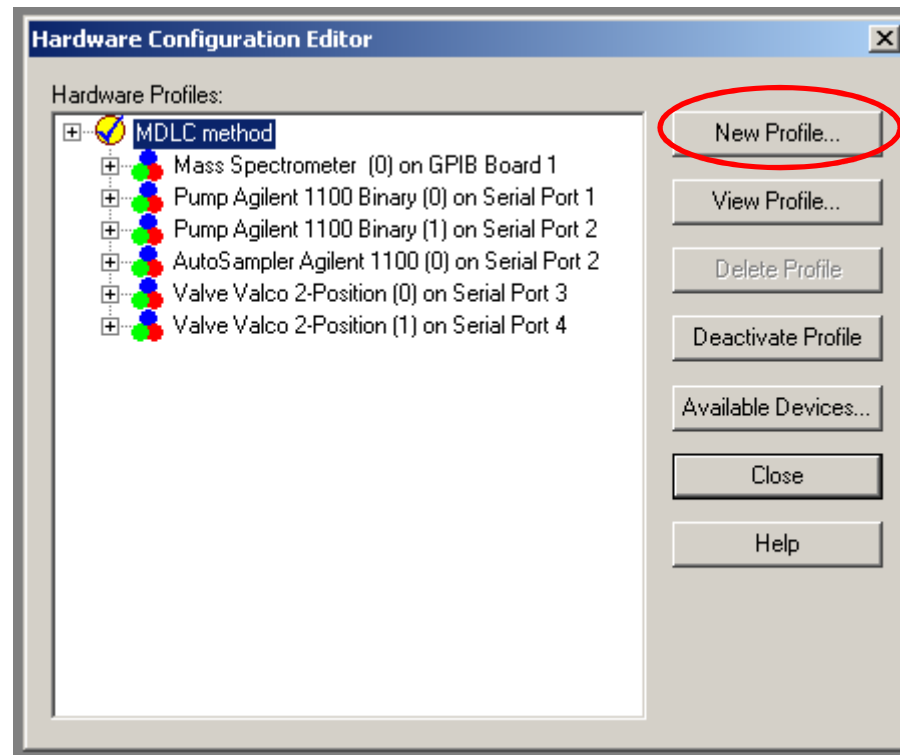 Hardware Configuration Editor
Hardware Profiles:
MDLC method
Mass Spectrometer (0) on GPIB Board 1
Pump Agilent 1100 Binary (0) on Serial Port 1
Pump Agilent 1100 Binary (1) on Serial Port 2
AutoSampler Agilent 1100 (0) on Serial Port 2
Valve Valco 2-Position (0) on Serial Port 3
Valve Valco 2-Position (1) on Serial Port 4
New Profile...
View Profile...
Delete Profile
Deactivate Profile
Available Devices...
Close
Help